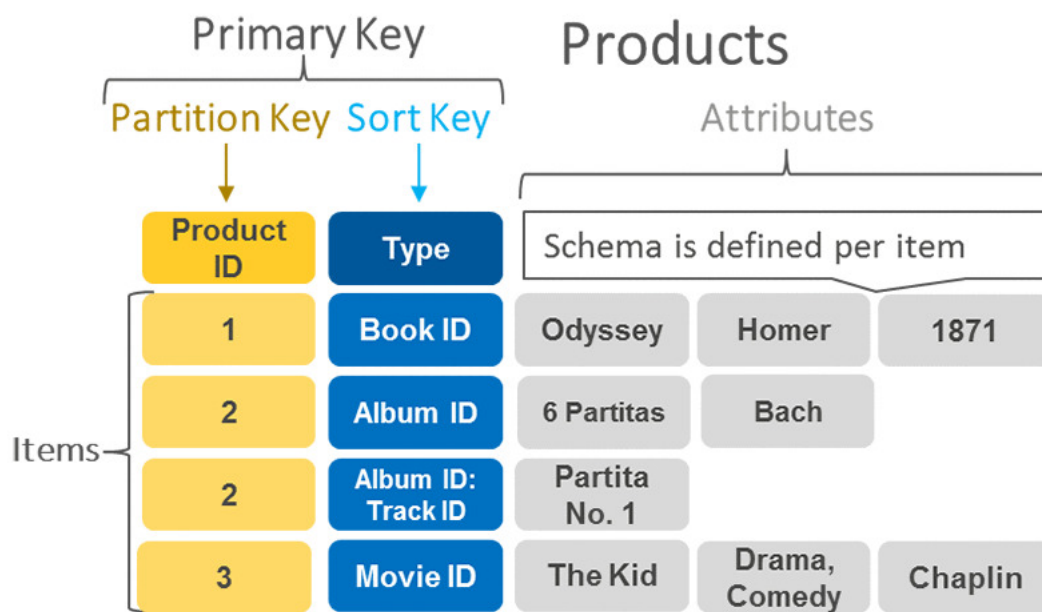 Primary Key
Products
Partition Key
Sort Key
Attributes
Product
ID
Type
Schema is defined per item
Items
1
Book ID
Odyssey
Homer
1871
2
Album ID
6 Partitas
Bach
2
Album ID:
Track ID
Partita
No. 1
3
Movie ID
The Kid
Drama,
Comedy
Chaplin